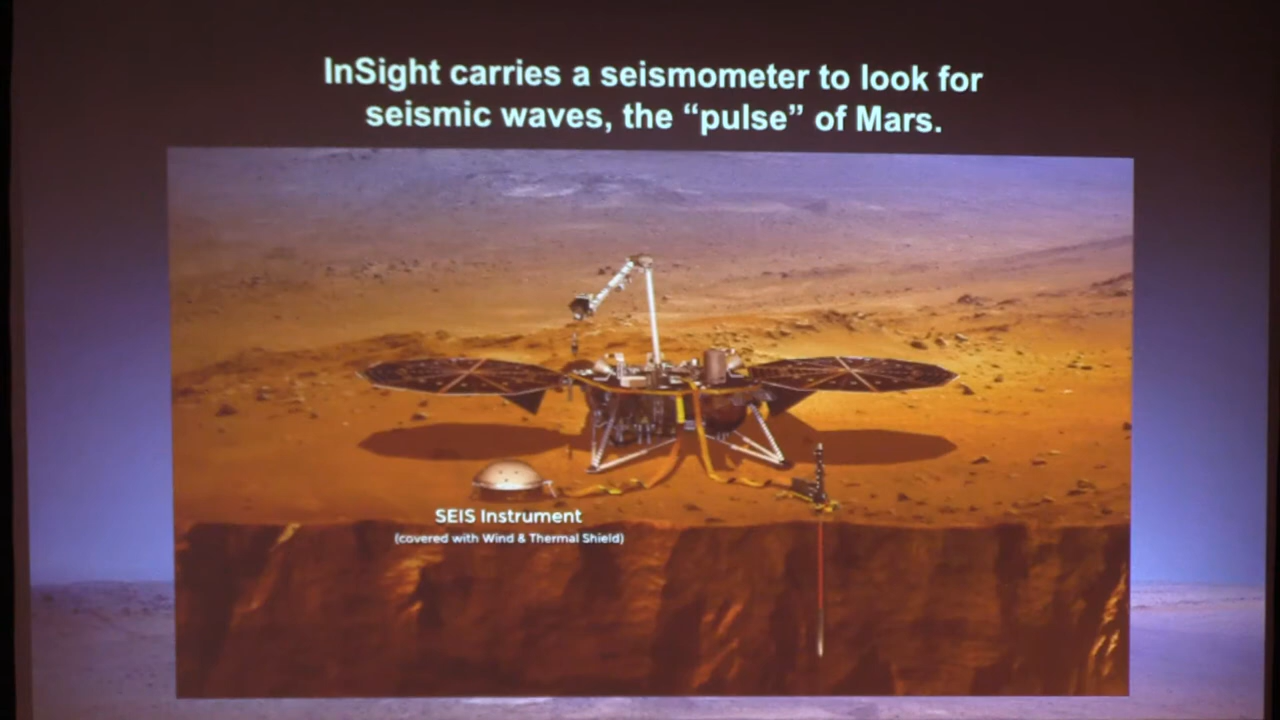 InSight carries a seismometer to look for
seismic waves, the “pulse” of Mars.
SEIS Instrument
(covered with Wind & Thermal Shield)